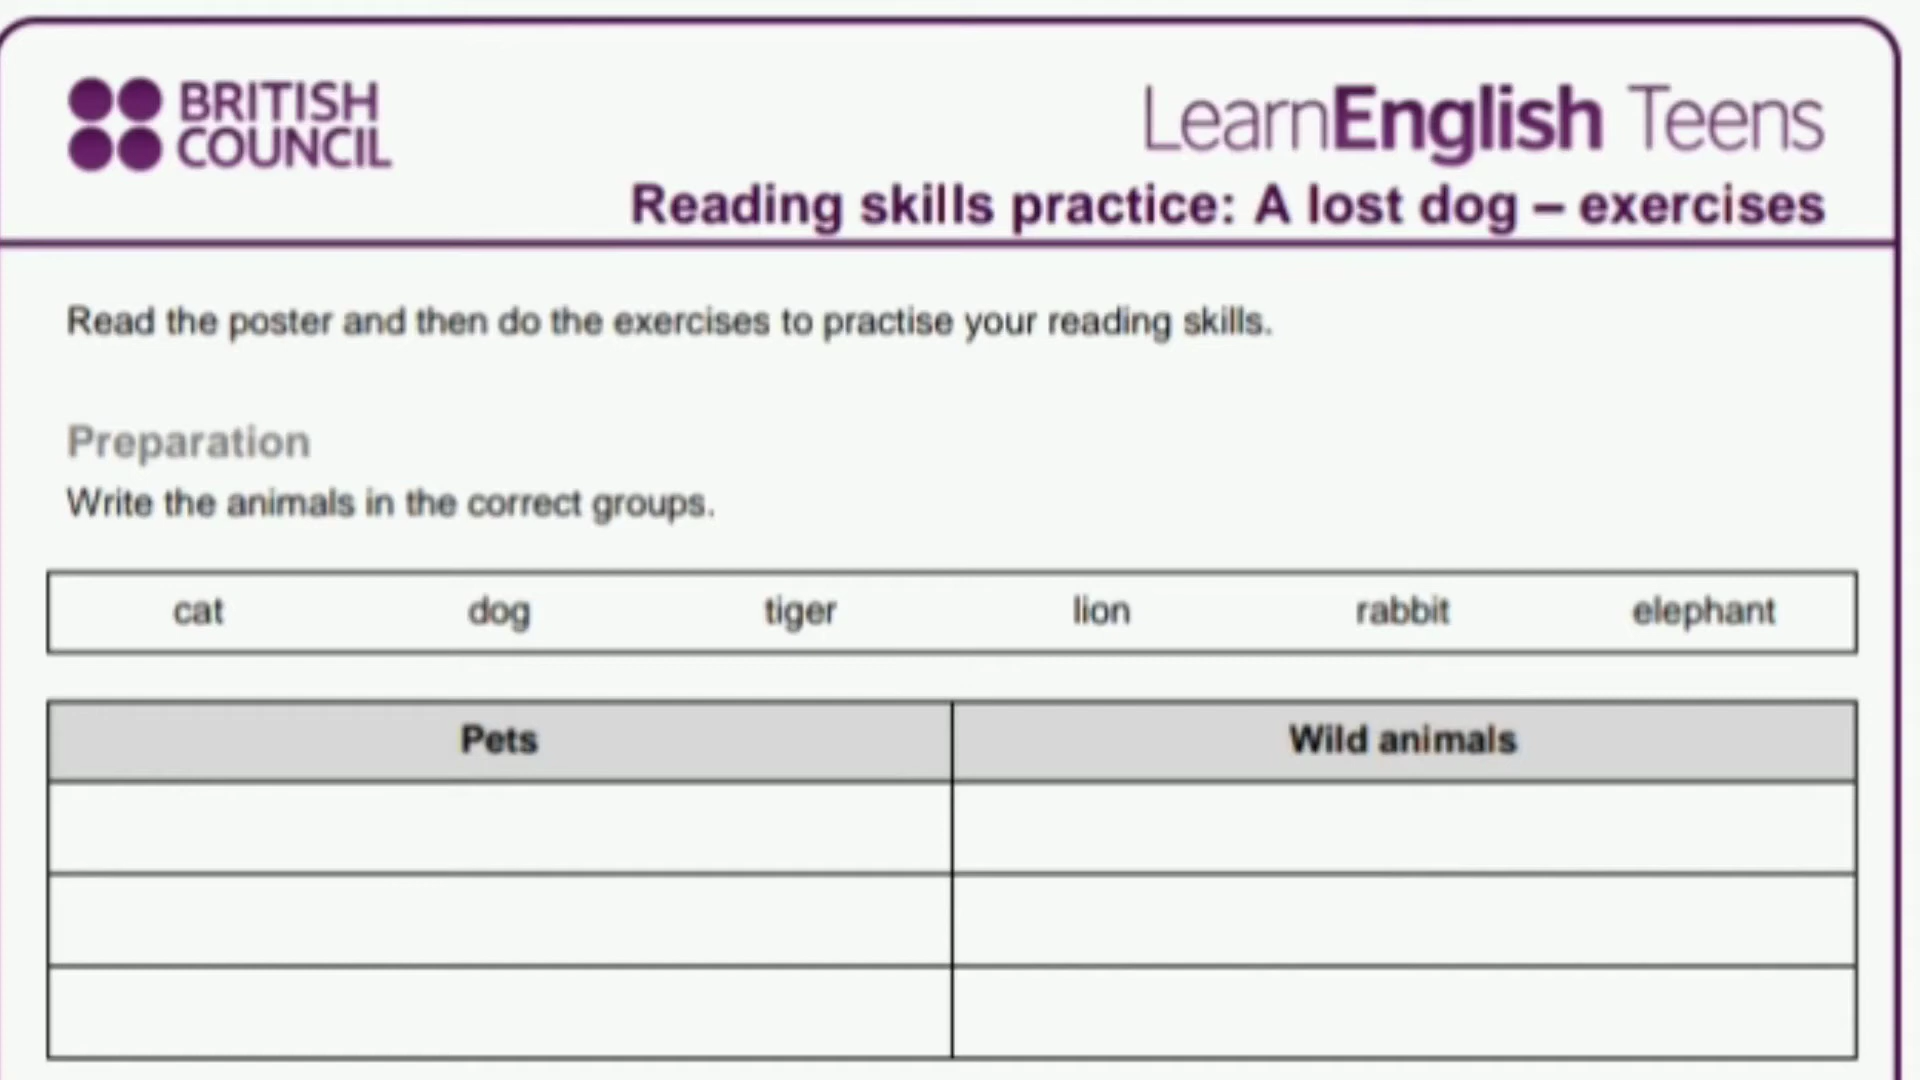 BRITISH
COUNCIL
LearnEnglish Teens
Reading skills practice: A lost dog – exercises
Read the poster and then do the exercises to practise your reading skills.
Preparation
Write the animals in the correct groups.
cat dog tiger lion rabbit elephant
Pets Wild animals